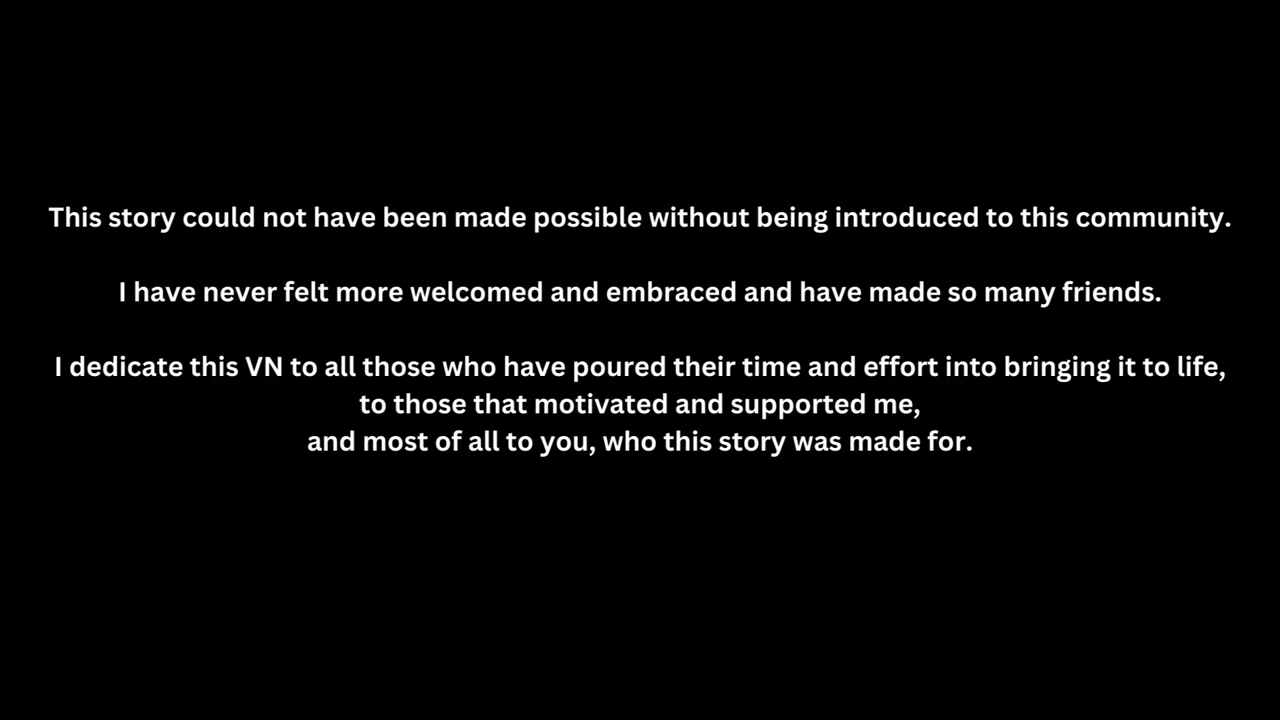 This story could not have been made possible without being introduced to this community.
I have never felt more welcomed and embraced and have made so many friends.
I dedicate this VN to all those who have poured their time and effort into bringing it to life,
to those that motivated and supported me,
and most of all to you, who this story was made for.